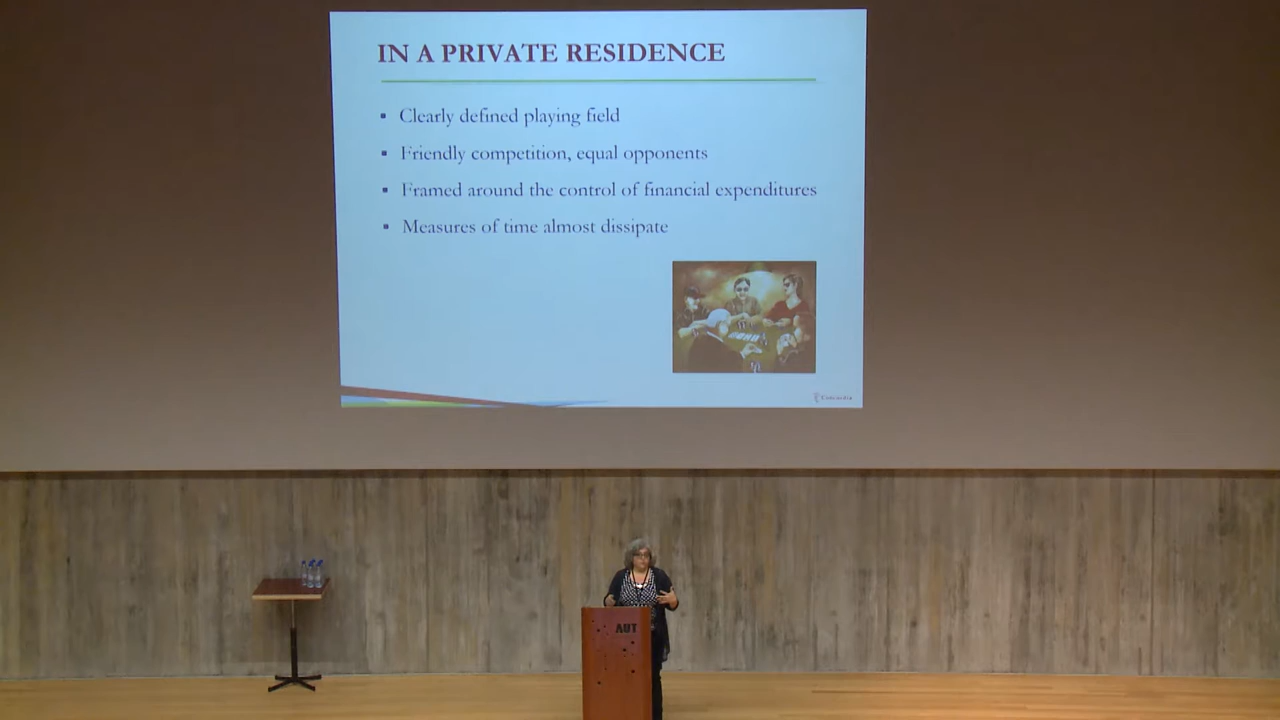 IN A PRIVATE RESIDENCE
▪ Clearly defined playing field
▪ Friendly competition, equal opponents
▪ Framed around the control of financial expenditures
▪ Measures of time almost dissipate
Concordia
AUT